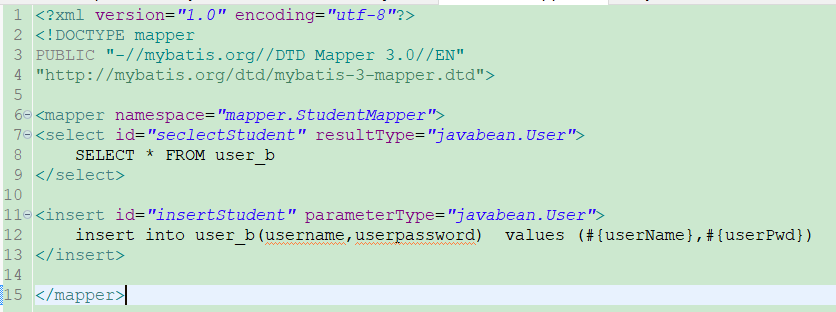 1 <?xml version="1.0" encoding="utf-8"?>
2 <!DOCTYPE mapper
3 PUBLIC "-//mybatis.org//DTD Mapper 3.0//EN"
4 "http://mybatis.org/dtd/mybatis-3-mapper.dtd">
5
6 <mapper namespace="mapper.StudentMapper">
7 <select id="seclectStudent" resultType="javabean.User">
8     SELECT * FROM user_b
9 </select>
10
11 <insert id="insertStudent" parameterType="javabean.User">
12     insert into user_b(username,userpassword)  values (#{userName},#{userPwd})
13 </insert>
14
15 </mapper>